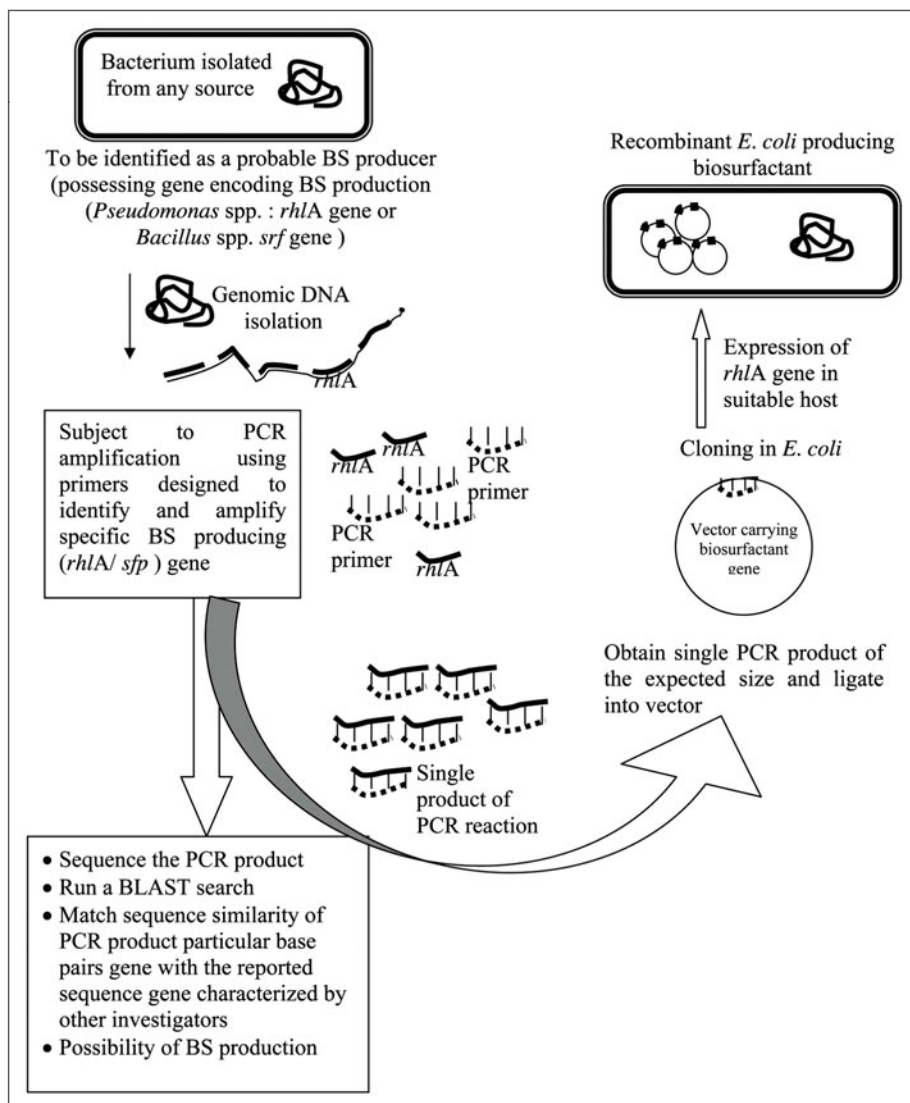 Bacterium isolated
from any source
To be identified as a probable BS producer
(possessing gene encoding BS production
(Pseudomonas spp. : rhlA gene or
Bacillus spp. srf gene )
Genomic DNA
isolation
rhlA
Subject to PCR
amplification using
primers designed to
identify and amplify
specific BS producing
(rhlA/ sfp ) gene
rhlA
rhlA
PCR
primer
PCR
primer
rhlA
Single
product of
PCR reaction
• Sequence the PCR product
• Run a BLAST search
• Match sequence similarity of
PCR product particular base
pairs gene with the reported
sequence gene characterized by
other investigators
• Possibility of BS production
Obtain single PCR product of
the expected size and ligate
into vector
Vector carrying
biosurfactant
gene
Cloning in E. coli
Expression of
rhlA gene in
suitable host
Recombinant E. coli producing
biosurfactant